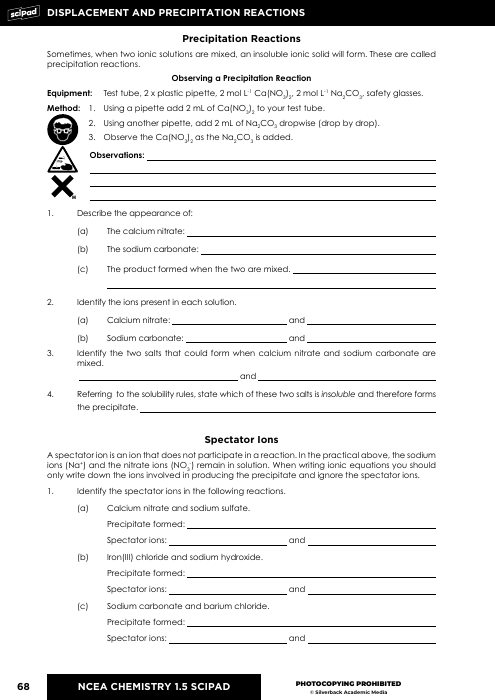 scipad
DISPLACEMENT AND PRECIPITATION REACTIONS
Precipitation Reactions
Sometimes, when two ionic solutions are mixed, an insoluble ionic solid will form. These are called
precipitation reactions.
Observing a Precipitation Reaction
Equipment: Test tube, 2 x plastic pipette, 2 mol L⁻¹ Ca(NO₃)₂, 2 mol L⁻¹ Na₂CO₃, safety glasses.
Method: 1. Using a pipette add 2 mL of Ca(NO₃)₂ to your test tube.
2. Using another pipette, add 2 mL of Na₂CO₃ dropwise (drop by drop).
3. Observe the Ca(NO₃)₂ as the Na₂CO₃ is added.
Observations:
1. Describe the appearance of:
(a) The calcium nitrate:
(b) The sodium carbonate:
(c) The product formed when the two are mixed.
2. Identify the ions present in each solution.
(a) Calcium nitrate: and
(b) Sodium carbonate: and
3. Identify the two salts that could form when calcium nitrate and sodium carbonate are
mixed.
and
4. Referring to the solubility rules, state which of these two salts is insoluble and therefore forms
the precipitate.
Spectator Ions
A spectator ion is an ion that does not participate in a reaction. In the practical above, the sodium
ions (Na⁺) and the nitrate ions (NO₃⁻) remain in solution. When writing ionic equations you should
only write down the ions involved in producing the precipitate and ignore the spectator ions.
1. Identify the spectator ions in the following reactions.
(a) Calcium nitrate and sodium sulfate.
Precipitate formed:
Spectator ions: and
(b) Iron(III) chloride and sodium hydroxide.
Precipitate formed:
Spectator ions: and
(c) Sodium carbonate and barium chloride.
Precipitate formed:
Spectator ions: and
68 NCEA CHEMISTRY 1.5 SCIPAD
PHOTOCOPYING PROHIBITED
© Silverback Academic Media